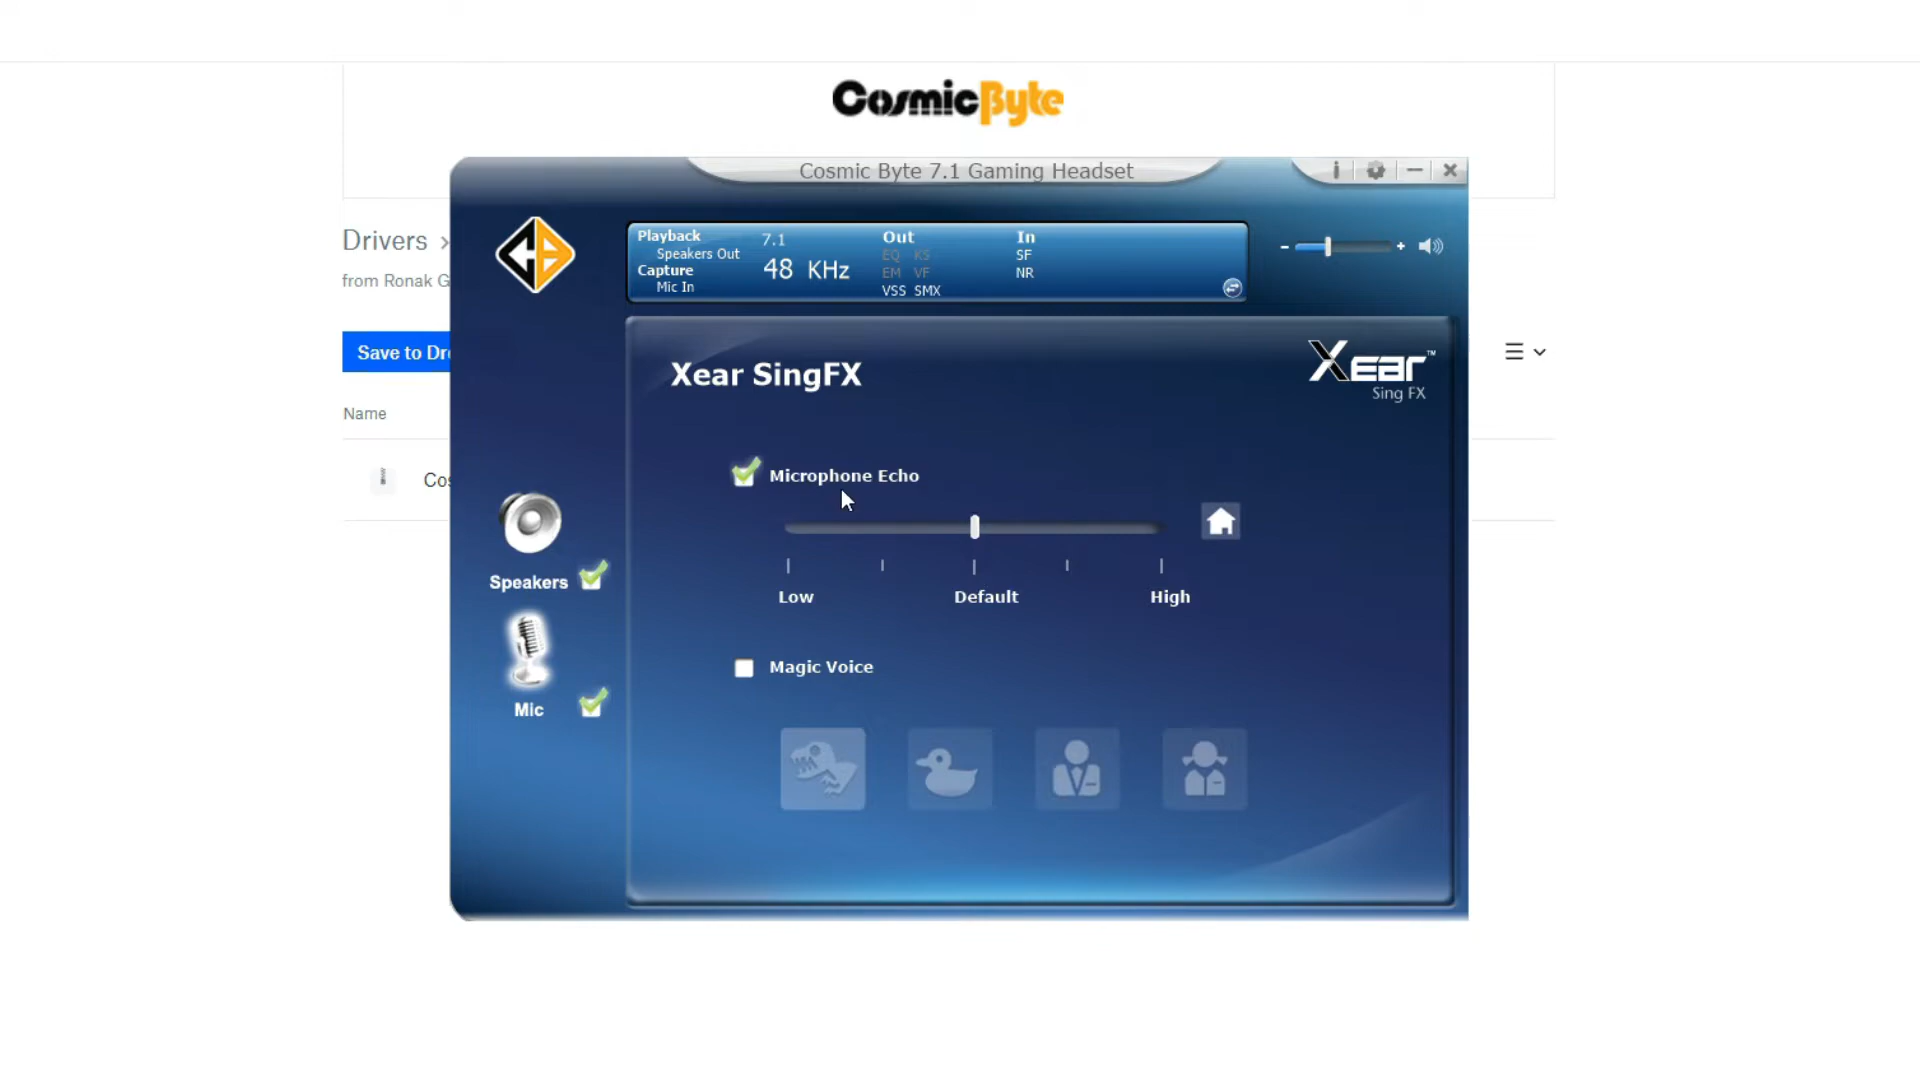 CosmicByte
Cosmic Byte 7.1 Gaming Headset
Drivers
from Ronak G
Save to Dr
Name
Cos
Playback 7.1 Out In
Speakers Out EQ KS SF
Capture 48 KHz EM VF NR
Mic In VSS SMX
Xear SingFX
Xear™
Sing FX
Microphone Echo
Low Default High
Speakers
Magic Voice
Mic